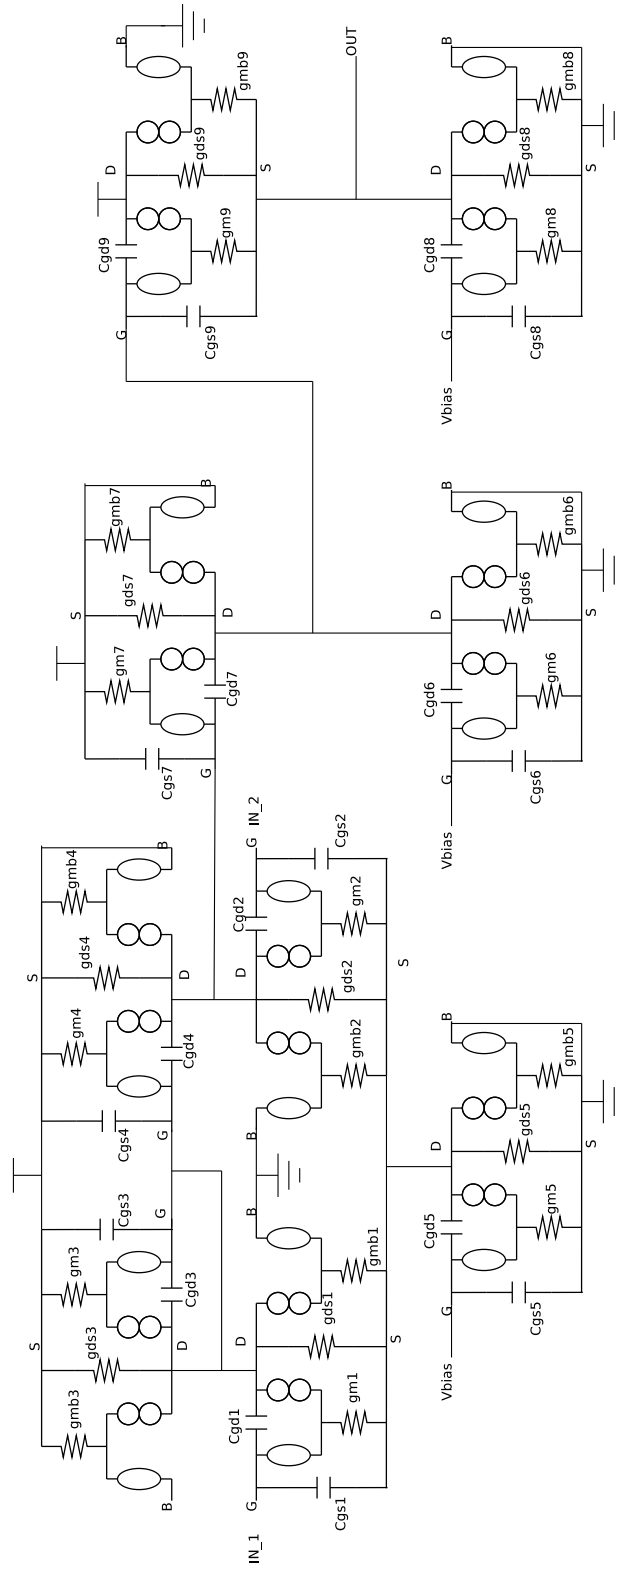 B
gmb3
gds3
S
D
gm3
Cgd3
Cgs3
G
G
Cgs4
gm4
Cgd4
S
D
gds4
gmb4
B
G
Cgs7
Cgd7
gm7
S
D
gds7
gmb7
B
G
Cgs9
Cgd9
gm9
D
gds9
S
gmb9
B
IN_1
G
Cgs1
Cgd1
gm1
D
gds1
S
gmb1
B
B
gmb2
D
gds2
S
Cgd2
gm2
G
Cgs2
IN_2
OUT
Vbias
G
Cgs5
Cgd5
gm5
D
gds5
S
gmb5
B
Vbias
G
Cgs6
Cgd6
gm6
D
gds6
S
gmb6
B
Vbias
G
Cgs8
Cgd8
gm8
D
gds8
S
gmb8
B